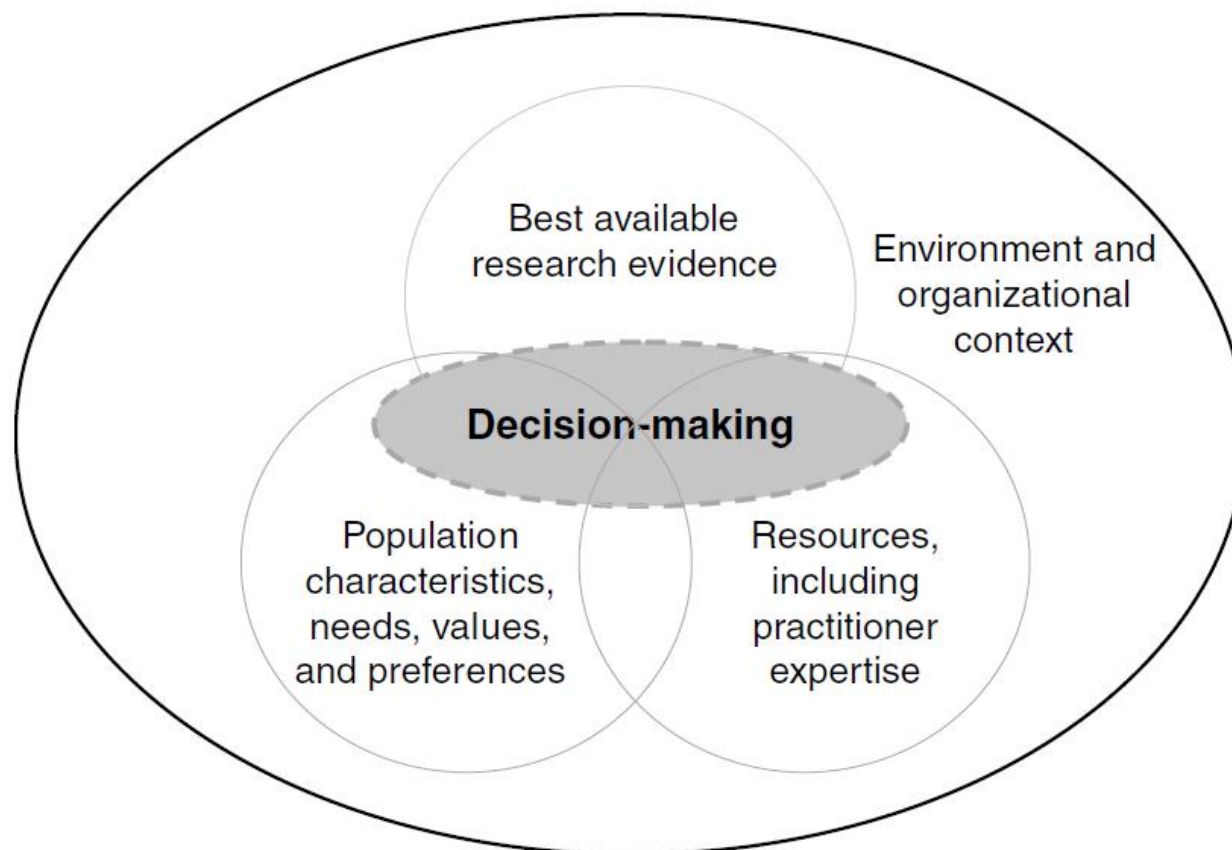 Best available
research evidence
Environment and
organizational
context
Decision-making
Population
characteristics,
needs, values,
and preferences
Resources,
including
practitioner
expertise